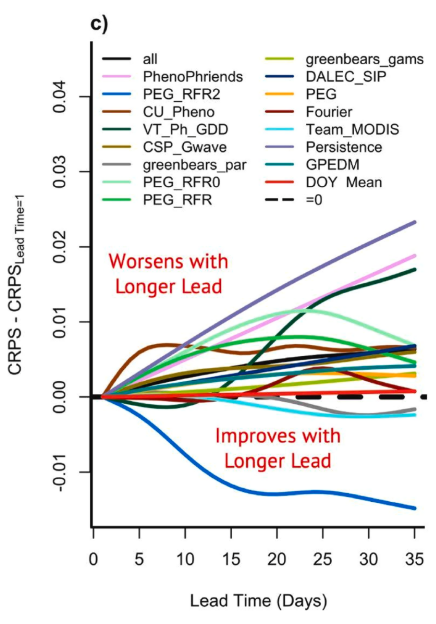 c)
all
PhenoPhriends
PEG_RFR2
CU_Pheno
VT_Ph_GDD
CSP_Gwave
greenbears_par
PEG_RFR0
PEG_RFR
greenbears_gams
DALEC_SIP
PEG
Fourier
Team_MODIS
Persistence
GPEDM
DOY Mean
=0
CRPS - CRPSLead Time=1
0.04
0.03
0.02
0.01
0.00
-0.01
Worsens with
Longer Lead
Improves with
Longer Lead
0 5 10 15 20 25 30 35
Lead Time (Days)